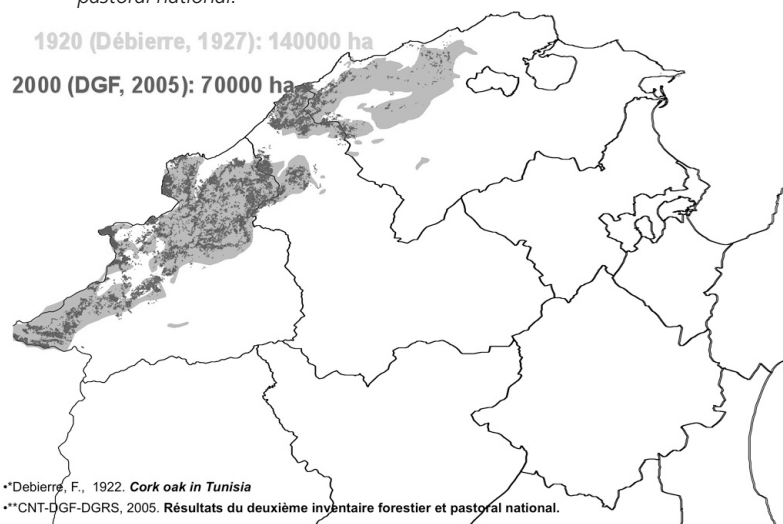 pastoral national.
1920 (Débierre, 1927): 140000 ha
2000 (DGF, 2005): 70000 ha
•*Debierre, F., 1922. Cork oak in Tunisia
•**CNT-DGF-DGRS, 2005. Résultats du deuxième inventaire forestier et pastoral national.